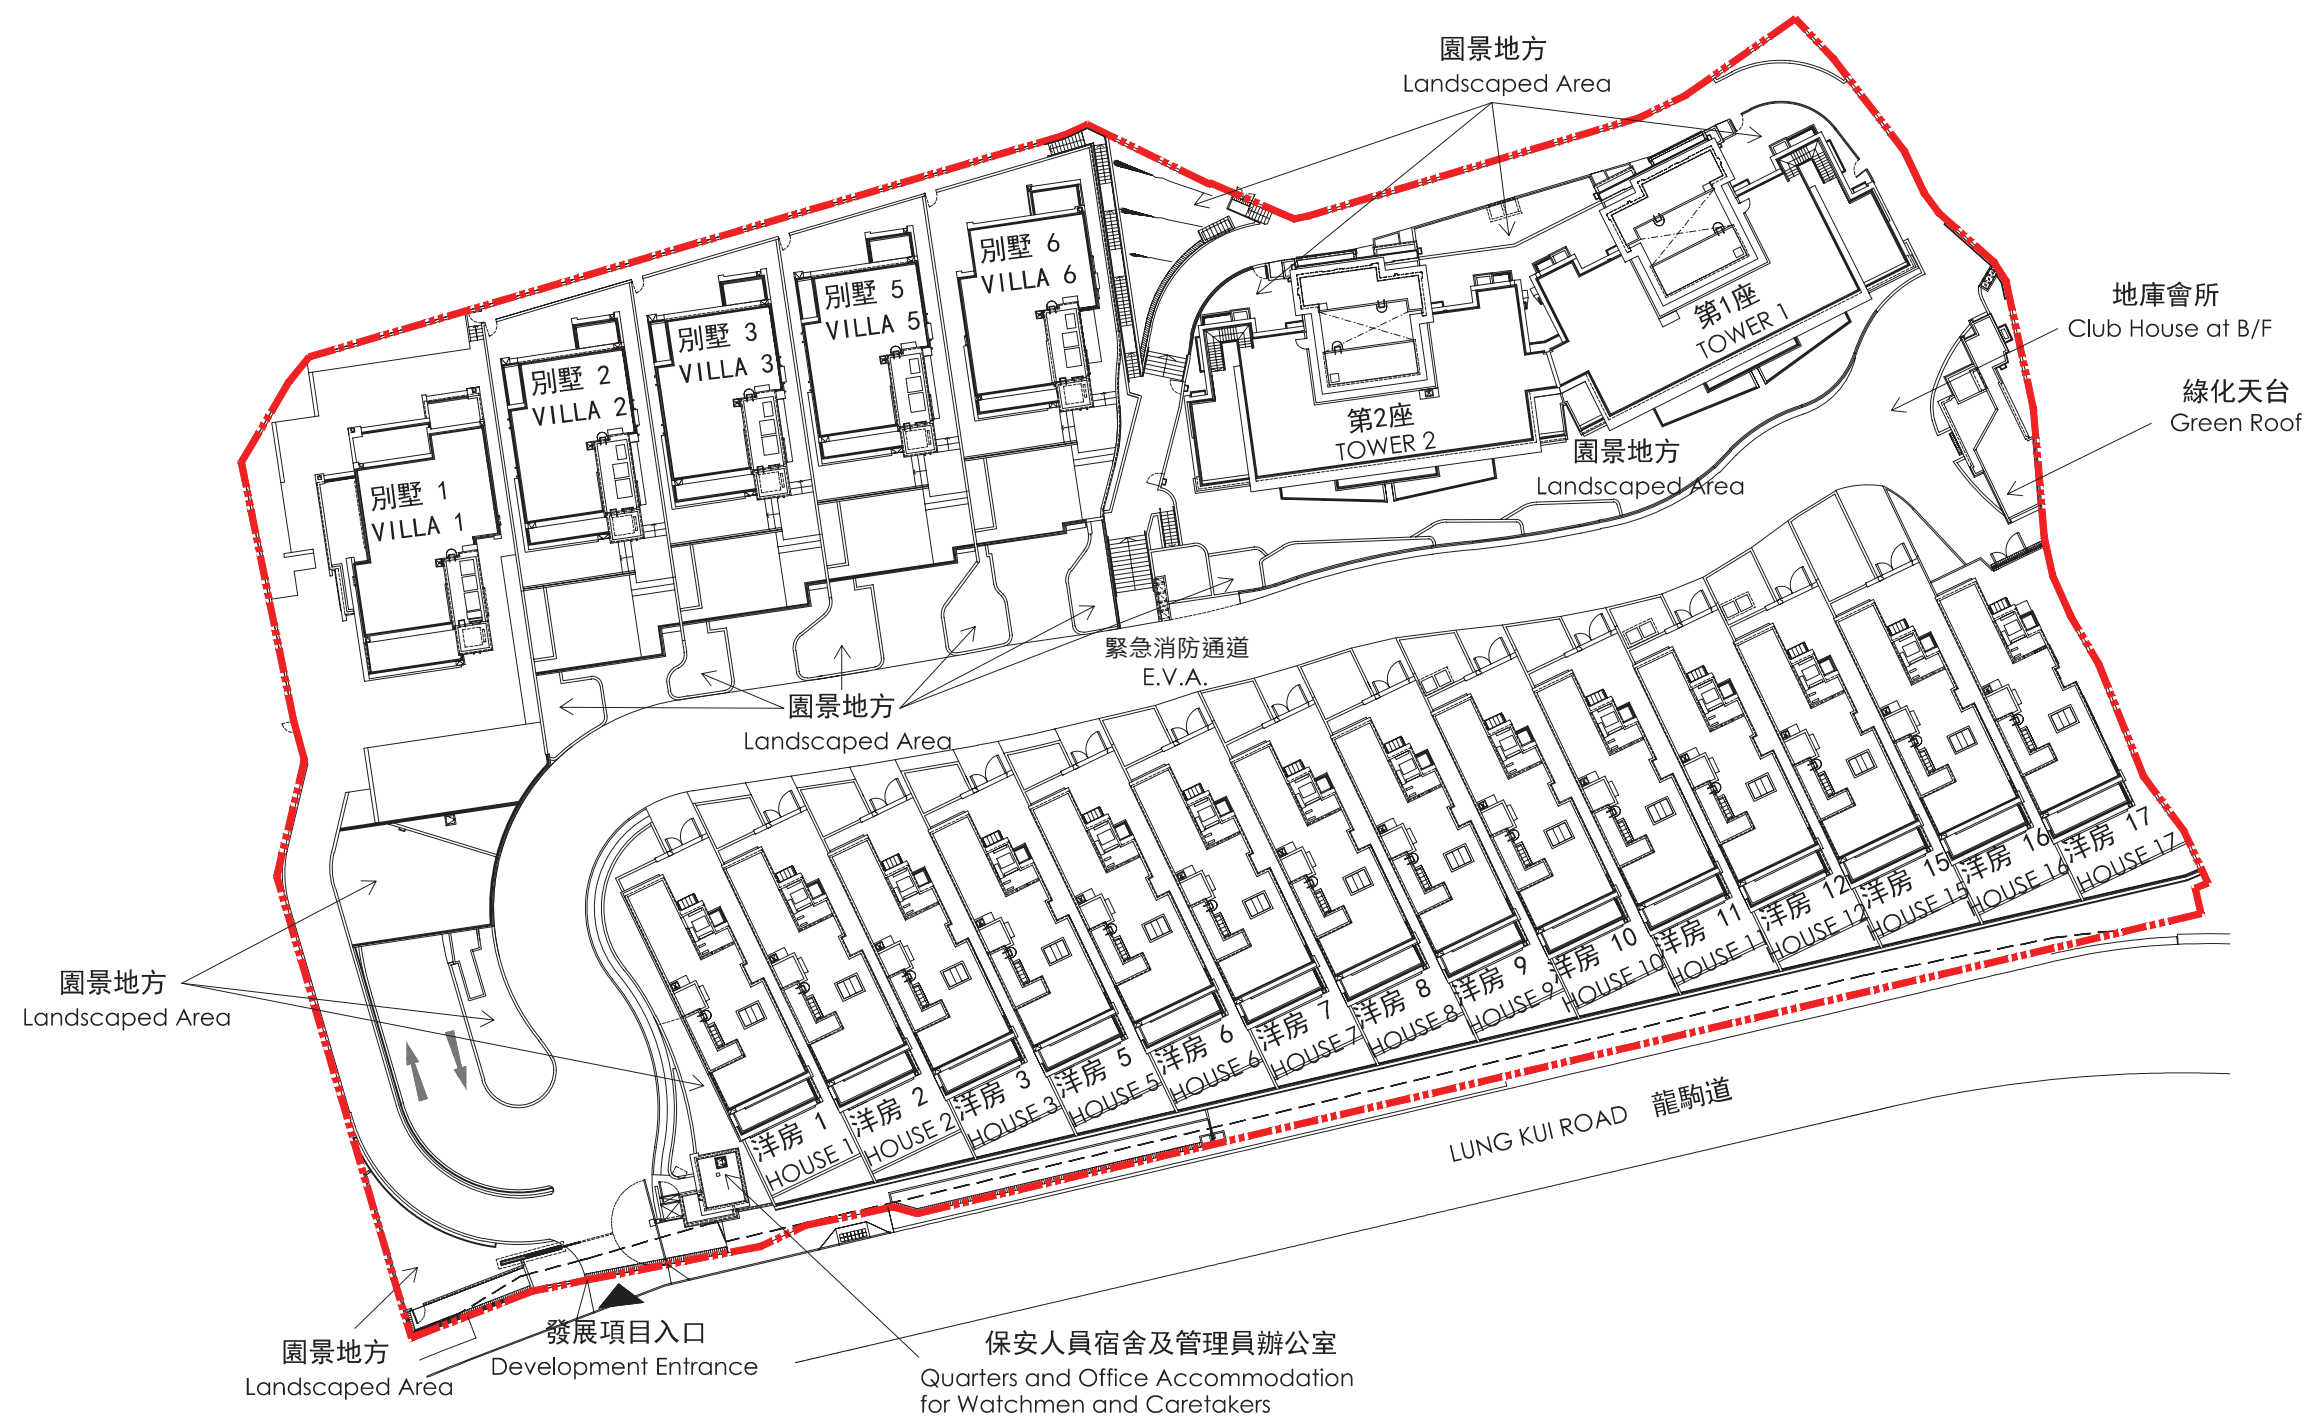 園景地方
Landscaped Area
別墅 6
VILLA 6
別墅 5
VILLA 5
別墅 3
VILLA 3
別墅 2
VILLA 2
別墅 1
VILLA 1
第1座
TOWER 1
第2座
TOWER 2
地庫會所
Club House at B/F
綠化天台
Green Roof
園景地方
Landscaped Area
緊急消防通道
E.V.A.
園景地方
Landscaped Area
園景地方
Landscaped Area
洋房 1
HOUSE 1
洋房 2
HOUSE 2
洋房 3
HOUSE 3
洋房 5
HOUSE 5
洋房 6
HOUSE 6
洋房 7
HOUSE 7
洋房 8
HOUSE 8
洋房 9
HOUSE 9
洋房 10
HOUSE 10
洋房 11
HOUSE 11
洋房 12
HOUSE 12
洋房 15
HOUSE 15
洋房 16
HOUSE 16
洋房 17
HOUSE 17
LUNG KUI ROAD 龍駒道
園景地方
Landscaped Area
發展項目入口
Development Entrance
保安人員宿舍及管理員辦公室
Quarters and Office Accommodation
for Watchmen and Caretakers